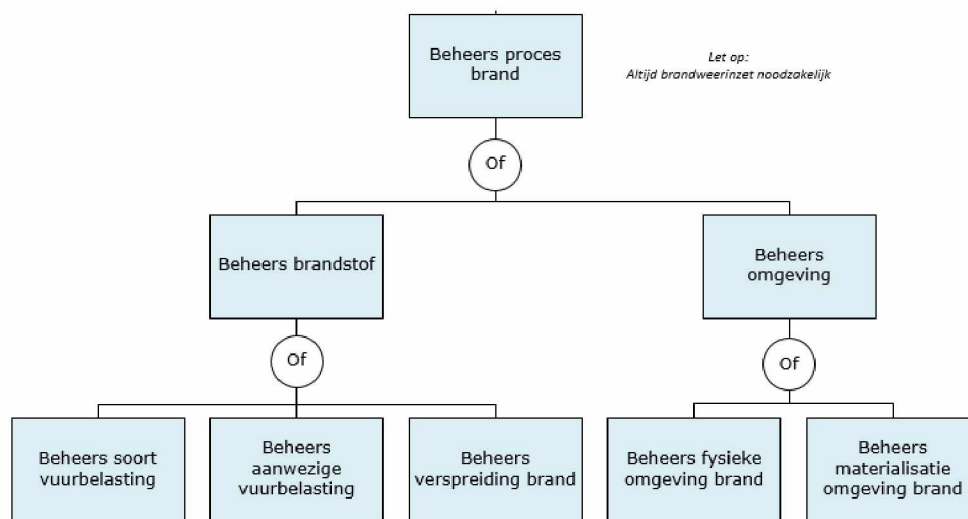 Beheers proces
brand
Let op:
Altijd brandweerinzet noodzakelijk
Of
Beheers brandstof
Beheers
omgeving
Of
Of
Beheers soort
vuurbelasting
Beheers
aanwezige
vuurbelasting
Beheers
verspreiding brand
Beheers fysieke
omgeving brand
Beheers
materialisatie
omgeving brand